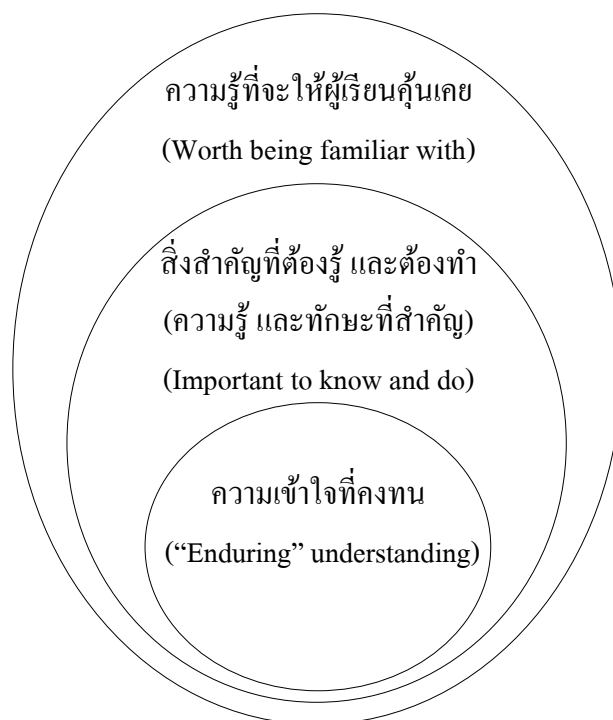 ความรู้ที่จะให้ผู้เรียนคุ้นเคย
(Worth being familiar with)
สิ่งสำคัญที่ต้องรู้ และต้องทำ
(ความรู้ และทักษะที่สำคัญ)
(Important to know and do)
ความเข้าใจที่คงทน
(“Enduring” understanding)